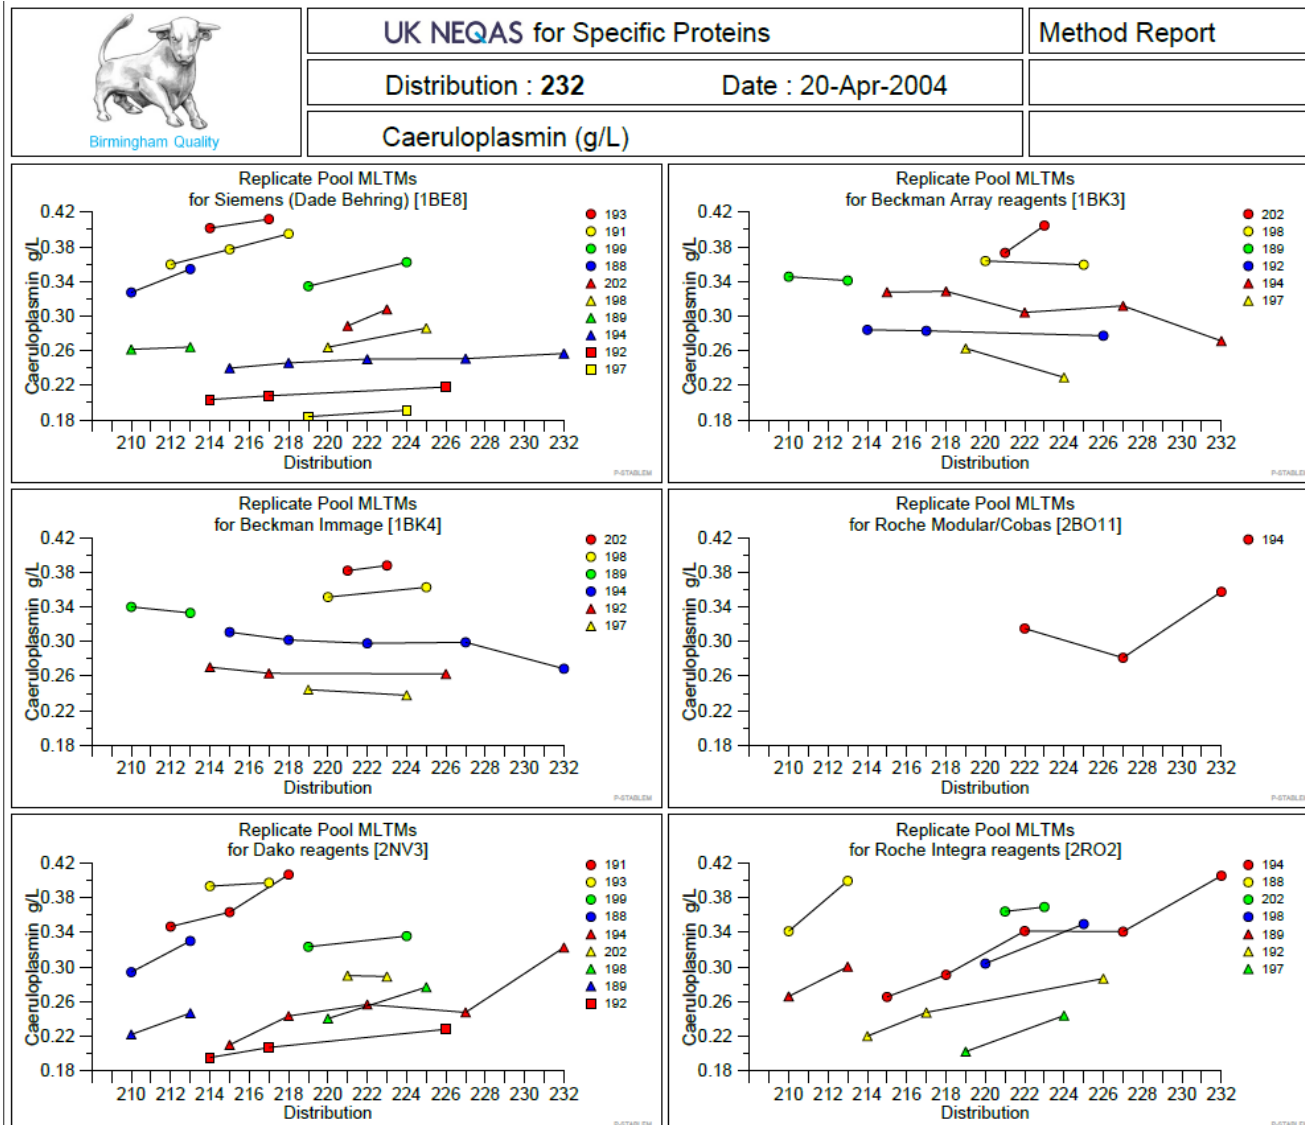 Birmingham Quality
UK NEQAS for Specific Proteins
Method Report
Distribution : 232 Date : 20-Apr-2004
Caeruloplasmin (g/L)
Replicate Pool MLTMs
for Siemens (Dade Behring) [1BE8]
Caeruloplasmin g/L
0.42
0.38
0.34
0.30
0.26
0.22
0.18
210 212 214 216 218 220 222 224 226 228 230 232
Distribution
193
191
199
188
202
198
189
194
192
197
P-STABLEM
Replicate Pool MLTMs
for Beckman Array reagents [1BK3]
Caeruloplasmin g/L
0.42
0.38
0.34
0.30
0.26
0.22
0.18
210 212 214 216 218 220 222 224 226 228 230 232
Distribution
202
198
189
192
194
197
P-STABLEM
Replicate Pool MLTMs
for Beckman Immage [1BK4]
Caeruloplasmin g/L
0.42
0.38
0.34
0.30
0.26
0.22
0.18
210 212 214 216 218 220 222 224 226 228 230 232
Distribution
202
198
189
194
192
197
P-STABLEM
Replicate Pool MLTMs
for Roche Modular/Cobas [2BO11]
Caeruloplasmin g/L
0.42
0.38
0.34
0.30
0.26
0.22
0.18
210 212 214 216 218 220 222 224 226 228 230 232
Distribution
194
P-STABLEM
Replicate Pool MLTMs
for Dako reagents [2NV3]
Caeruloplasmin g/L
0.42
0.38
0.34
0.30
0.26
0.22
0.18
210 212 214 216 218 220 222 224 226 228 230 232
Distribution
191
193
199
188
194
202
198
189
192
P-STABLEM
Replicate Pool MLTMs
for Roche Integra reagents [2RO2]
Caeruloplasmin g/L
0.42
0.38
0.34
0.30
0.26
0.22
0.18
210 212 214 216 218 220 222 224 226 228 230 232
Distribution
194
188
202
198
189
192
197
P-STABLEM